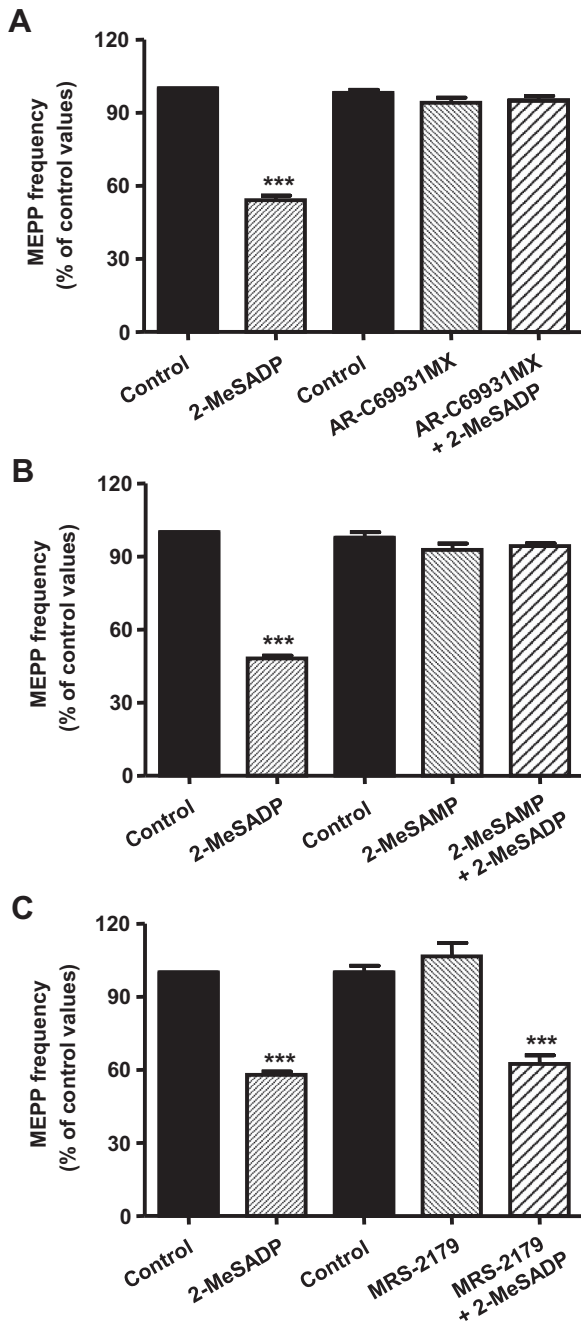 A
MEPP frequency
(% of control values)
120
90
60
30
0
***
Control
2-MeSADP
Control
AR-C69931MX
AR-C69931MX
+ 2-MeSADP
B
MEPP frequency
(% of control values)
120
90
60
30
0
***
Control
2-MeSADP
Control
2-MeSAMP
2-MeSAMP
+ 2-MeSADP
C
MEPP frequency
(% of control values)
120
90
60
30
0
***
***
Control
2-MeSADP
Control
MRS-2179
MRS-2179
+ 2-MeSADP